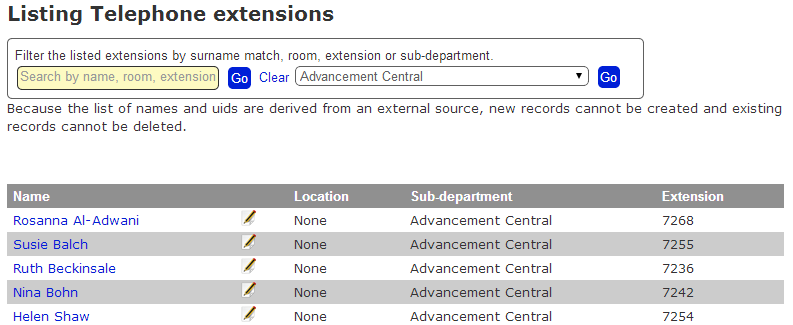 Listing Telephone extensions
Filter the listed extensions by surname match, room, extension or sub-department.
Search by name, room, extension Go Clear Advancement Central Go
Because the list of names and uids are derived from an external source, new records cannot be created and existing
records cannot be deleted.
Name Location Sub-department Extension
Rosanna Al-Adwani None Advancement Central 7268
Susie Balch None Advancement Central 7255
Ruth Beckinsale None Advancement Central 7236
Nina Bohn None Advancement Central 7242
Helen Shaw None Advancement Central 7254